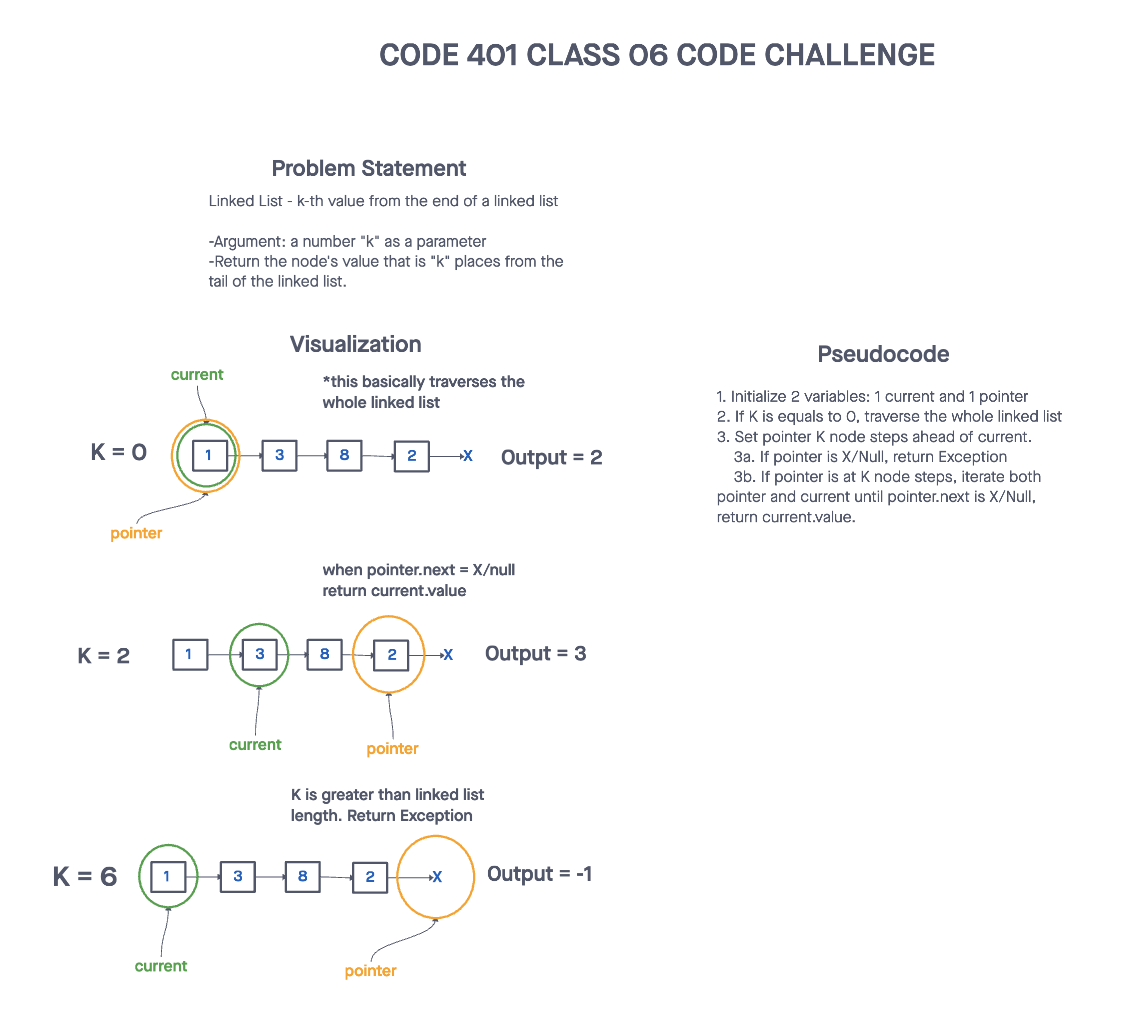 CODE 401 CLASS 06 CODE CHALLENGE
Problem Statement
Linked List - k-th value from the end of a linked list
-Argument: a number "k" as a parameter
-Return the node's value that is "k" places from the
tail of the linked list.
Visualization
current
*this basically traverses the
whole linked list
K = 0
1 3 8 2 X
Output = 2
pointer
when pointer.next = X/null
return current.value
K = 2
1 3 8 2 X
Output = 3
current
pointer
K is greater than linked list
length. Return Exception
K = 6
1 3 8 2 X
Output = -1
current
pointer
Pseudocode
1. Initialize 2 variables: 1 current and 1 pointer
2. If K is equals to 0, traverse the whole linked list
3. Set pointer K node steps ahead of current.
3a. If pointer is X/Null, return Exception
3b. If pointer is at K node steps, iterate both
pointer and current until pointer.next is X/Null,
return current.value.